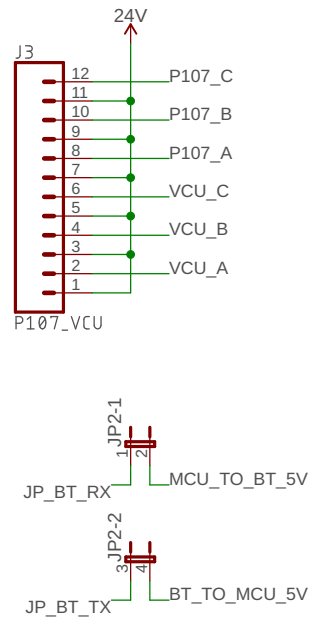 24V
J3
12 P107_C
11
10 P107_B
9
8 P107_A
7
6 VCU_C
5
4 VCU_B
3
2 VCU_A
1
P107_VCU
JP2-1
1 2
MCU_TO_BT_5V
JP_BT_RX
JP2-2
3 4
BT_TO_MCU_5V
JP_BT_TX